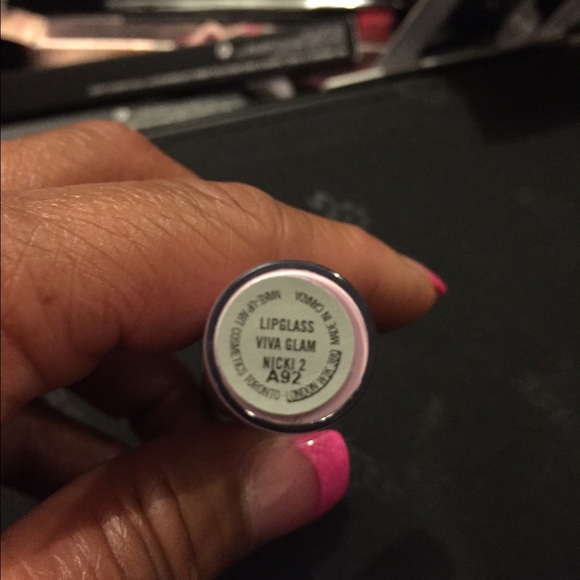 LIPGLASS
VIVA GLAM
NICKI 2
A92
MAKE-UP ART COSMETICS TORONTO · LONDON
MADE IN CANADA